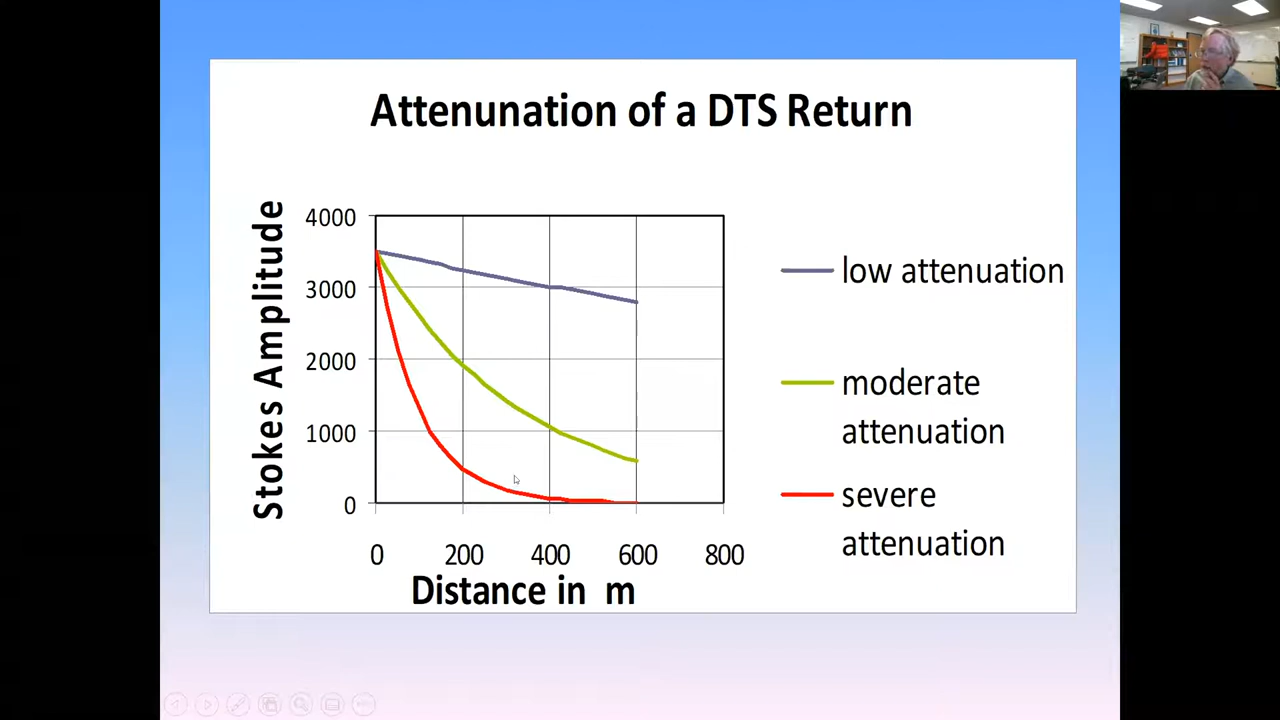 Attenunation of a DTS Return
Stokes Amplitude
4000
3000
2000
1000
0
0 200 400 600 800
Distance in m
low attenuation
moderate
attenuation
severe
attenuation